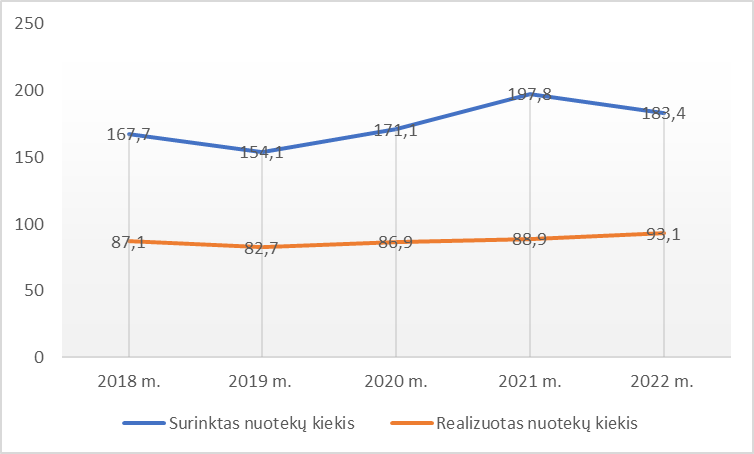 250
200
150
100
50
0
167,7
154,1
171,1
197,8
183,4
87,1
82,7
86,9
88,9
93,1
2018 m.
2019 m.
2020 m.
2021 m.
2022 m.
Surinktas nuotekų kiekis
Realizuotas nuotekų kiekis